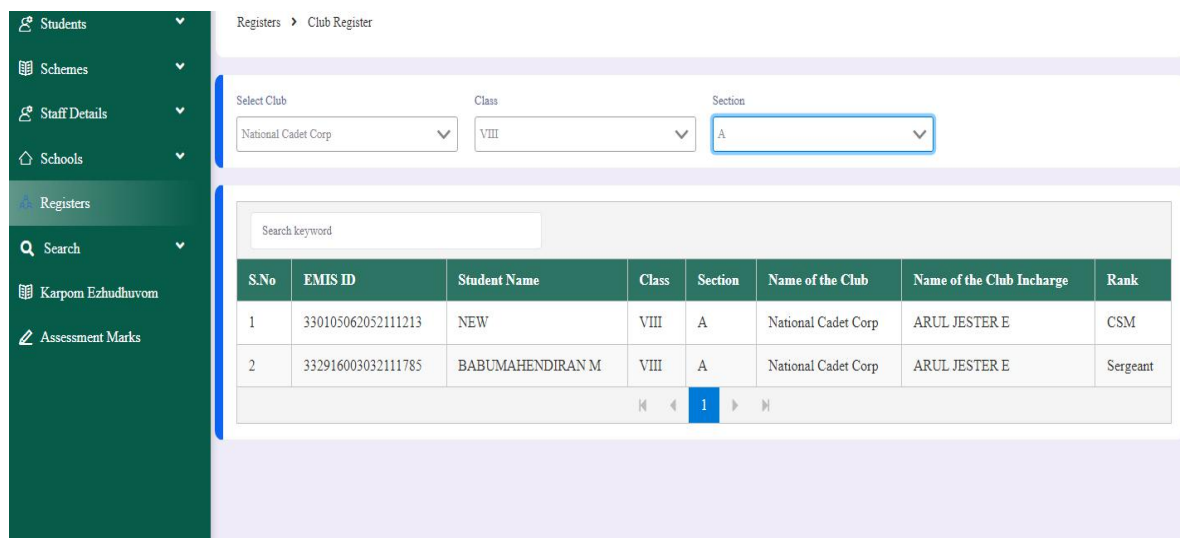 Students
Schemes
Staff Details
Schools
Registers
Search
Karpom Ezhudhuvom
Assessment Marks
Registers > Club Register
Select Club Class Section
National Cadet Corp VIII A
Search keyword
S.No EMIS ID Student Name Class Section Name of the Club Name of the Club Incharge Rank
1 330105062052111213 NEW VIII A National Cadet Corp ARUL JESTER E CSM
2 332916003032111785 BABUMAHENDIRAN M VIII A National Cadet Corp ARUL JESTER E Sergeant
1